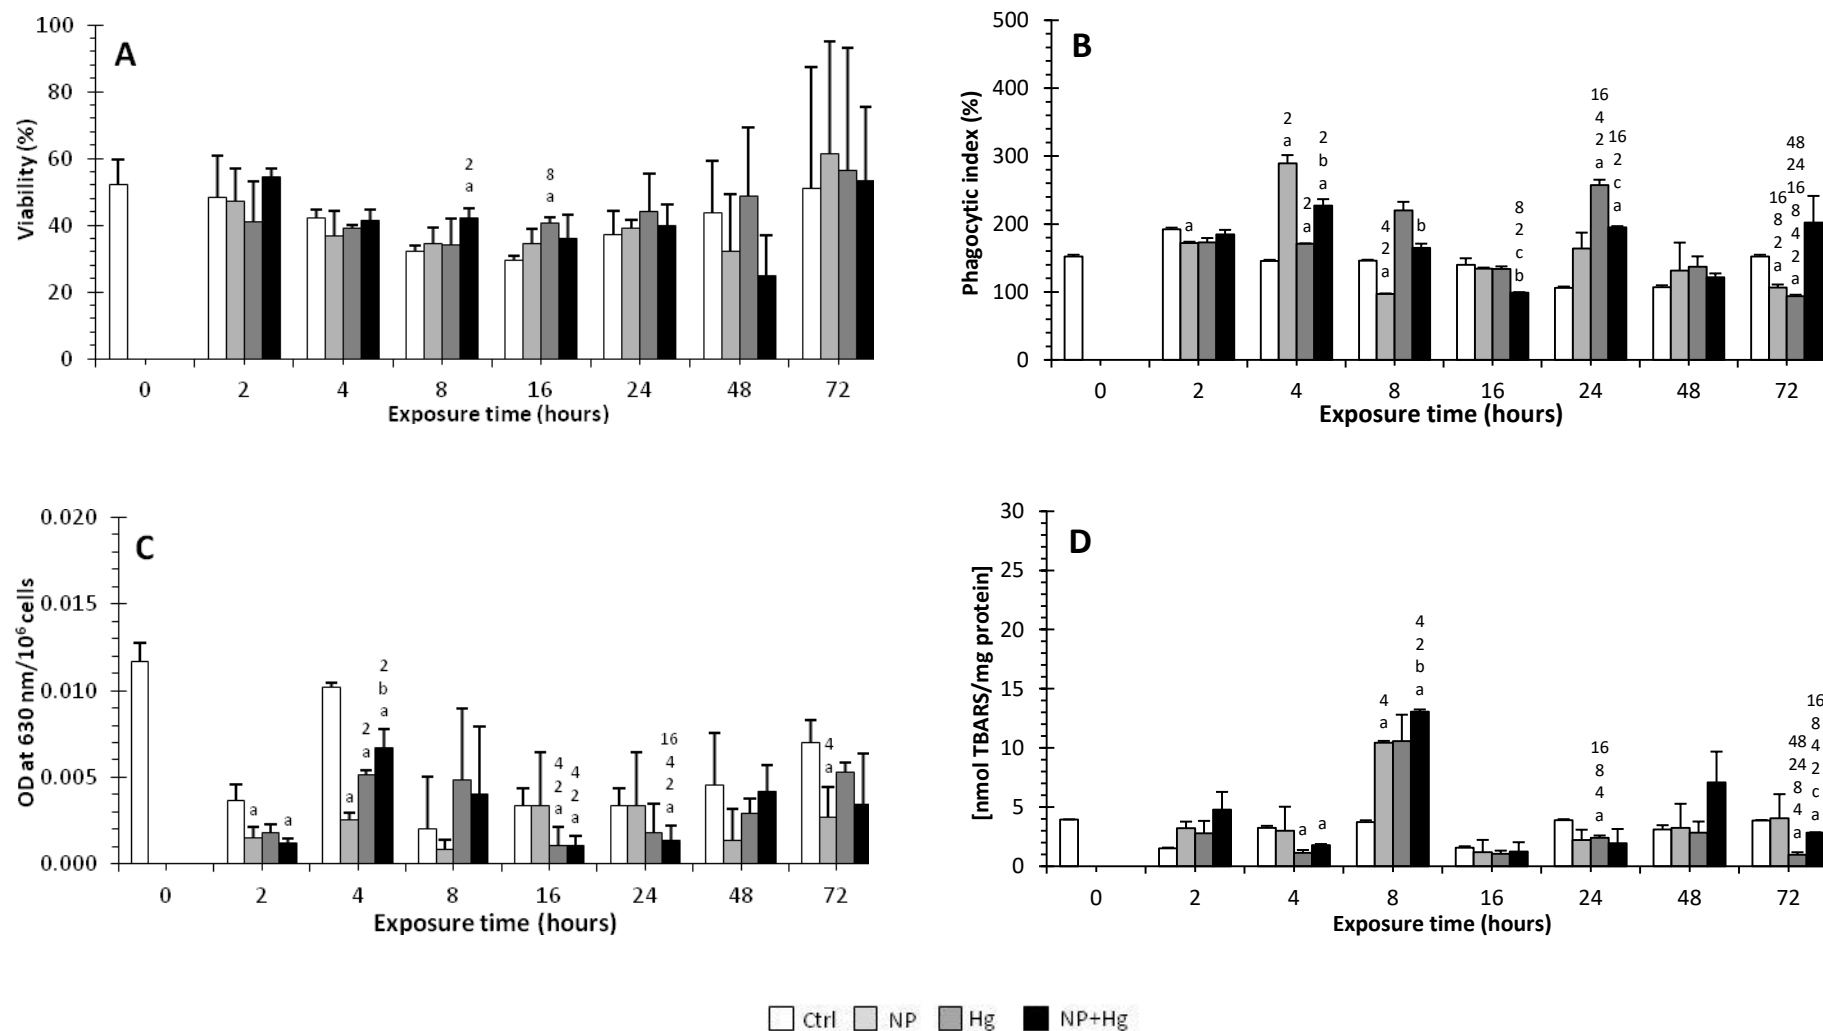 A
Viability (%)
100
80
60
40
20
0
2
a
8
a
0 2 4 8 16 24 48 72
Exposure time (hours)
B
Phagocytic index (%)
500
400
300
200
100
0
a
2
a
2
a
2
b
a
4
2
a
b
8
2
c
b
16
4
2
a
16
2
c
a
16
8
2
a
48
24
16
8
4
2
a
0 2 4 8 16 24 48 72
Exposure time (hours)
C
OD at 630 nm/10⁶ cells
0.020
0.015
0.010
0.005
0.000
a
a
a
2
a
2
b
a
4
2
a
4
2
a
16
4
2
a
4
a
0 2 4 8 16 24 48 72
Exposure time (hours)
D
[nmol TBARS/mg protein]
30
25
20
15
10
5
0
a
a
4
a
4
2
b
a
16
8
4
a
48
24
8
4
a
16
8
4
2
c
a
0 2 4 8 16 24 48 72
Exposure time (hours)
Ctrl NP Hg NP+Hg